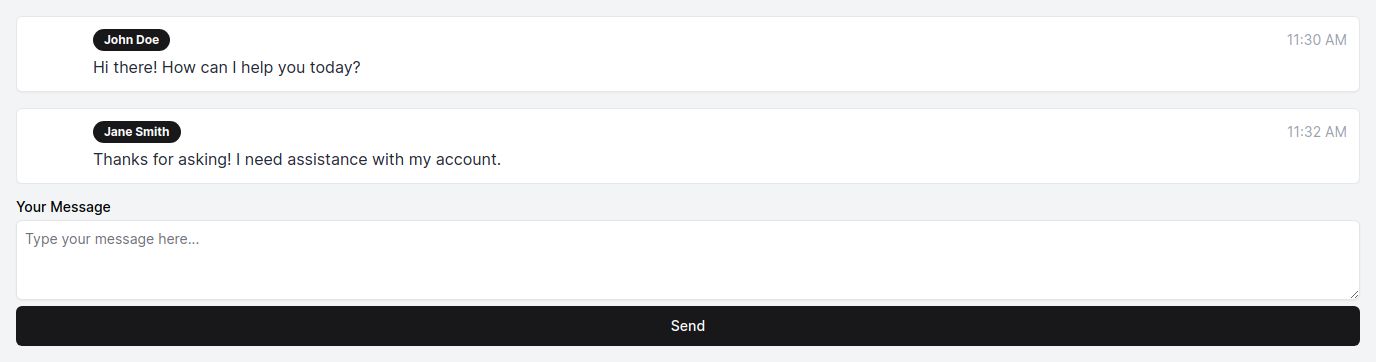 John Doe
11:30 AM
Hi there! How can I help you today?
Jane Smith
11:32 AM
Thanks for asking! I need assistance with my account.
Your Message
Type your message here...
Send